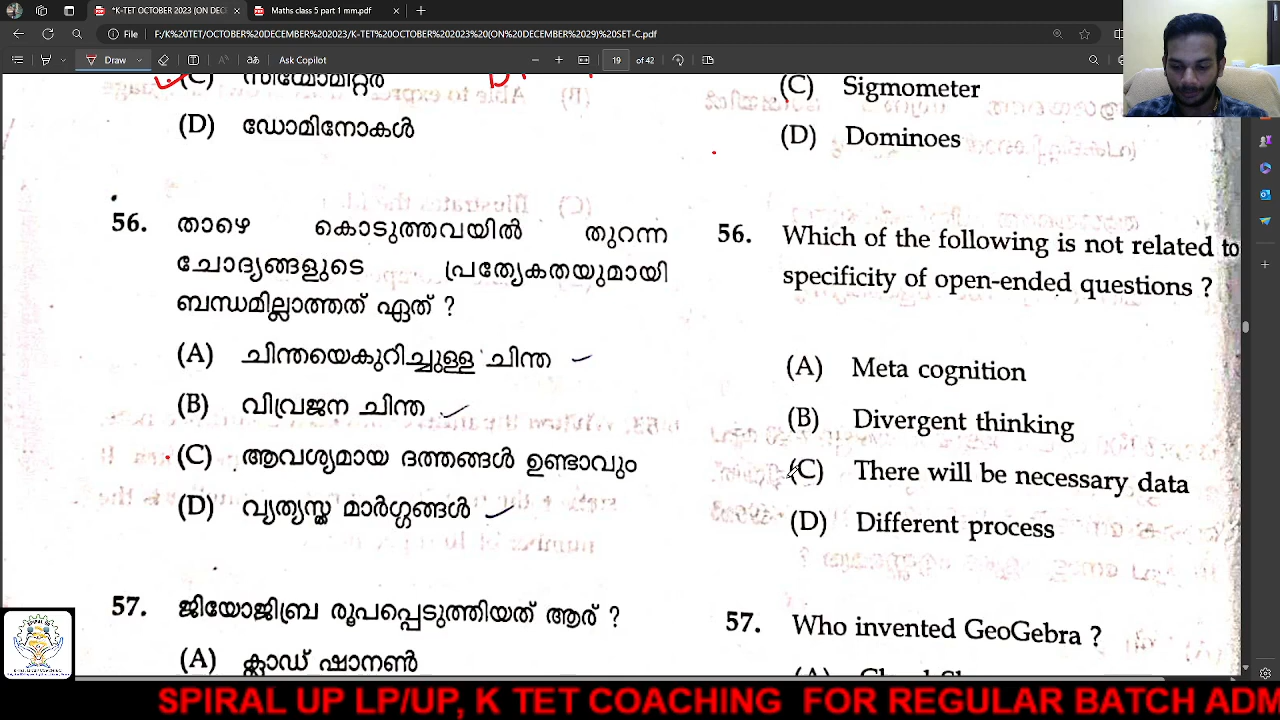 *K-TET OCTOBER 2023 (ON DECEM
Maths class 5 part 1 mm.pdf
File
F:/K%20TET/OCTOBER%20DECEMBER%202023/K-TET%20OCTOBER%202023%20(ON%20DECEMBER%2029)%20SET-C.pdf
Draw
Ask Copilot
19 of 42
(C) സിഗ്മോമീറ്റർ
(D) ഡോമിനോകൾ
(C) Sigmometer
(D) Dominoes
56. താഴെ കൊടുത്തവയിൽ തുറന്ന
ചോദ്യങ്ങളുടെ പ്രത്യേകതയുമായി
ബന്ധമില്ലാത്തത് ഏത് ?
(A) ചിന്തയെകുറിച്ചുള്ള ചിന്ത
(B) വിവ്രജന ചിന്ത
(C) ആവശ്യമായ ദത്തങ്ങൾ ഉണ്ടാവും
(D) വ്യത്യസ്ത മാർഗ്ഗങ്ങൾ
56. Which of the following is not related to
specificity of open-ended questions ?
(A) Meta cognition
(B) Divergent thinking
(C) There will be necessary data
(D) Different process
57. ജിയോജിബ്ര രൂപപ്പെടുത്തിയത് ആര് ?
(A) ക്ലാഡ് ഷാനൺ
57. Who invented GeoGebra ?
SPIRAL UP LP/UP, K TET COACHING FOR REGULAR BATCH ADM